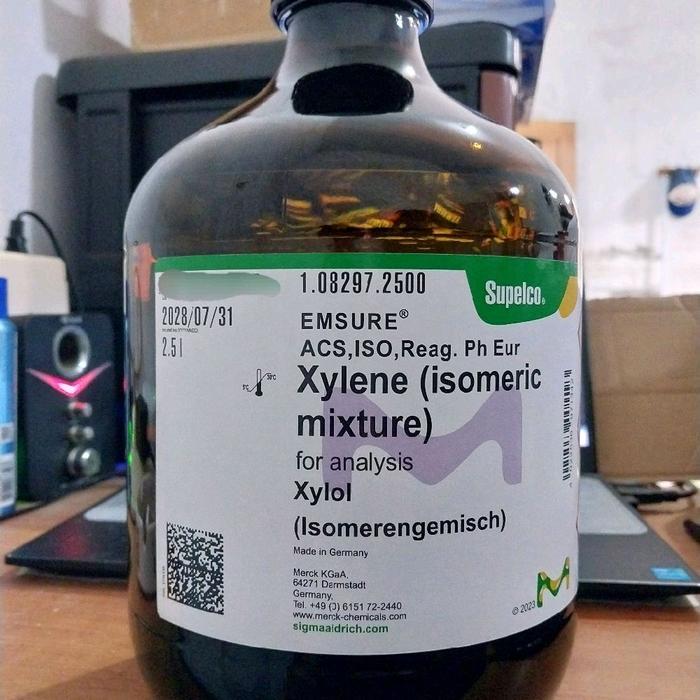 1.08297.2500
Supelco®
2028/07/31
2.5 l
EMSURE®
ACS,ISO,Reag. Ph Eur
Xylene (isomeric
mixture)
for analysis
Xylol
(Isomerengemisch)
5°C
30°C
Made in Germany
Merck KGaA,
64271 Darmstadt
Germany,
Tel. +49 (0) 6151 72-2440
www.merck-chemicals.com
sigmaaldrich.com
© 2023